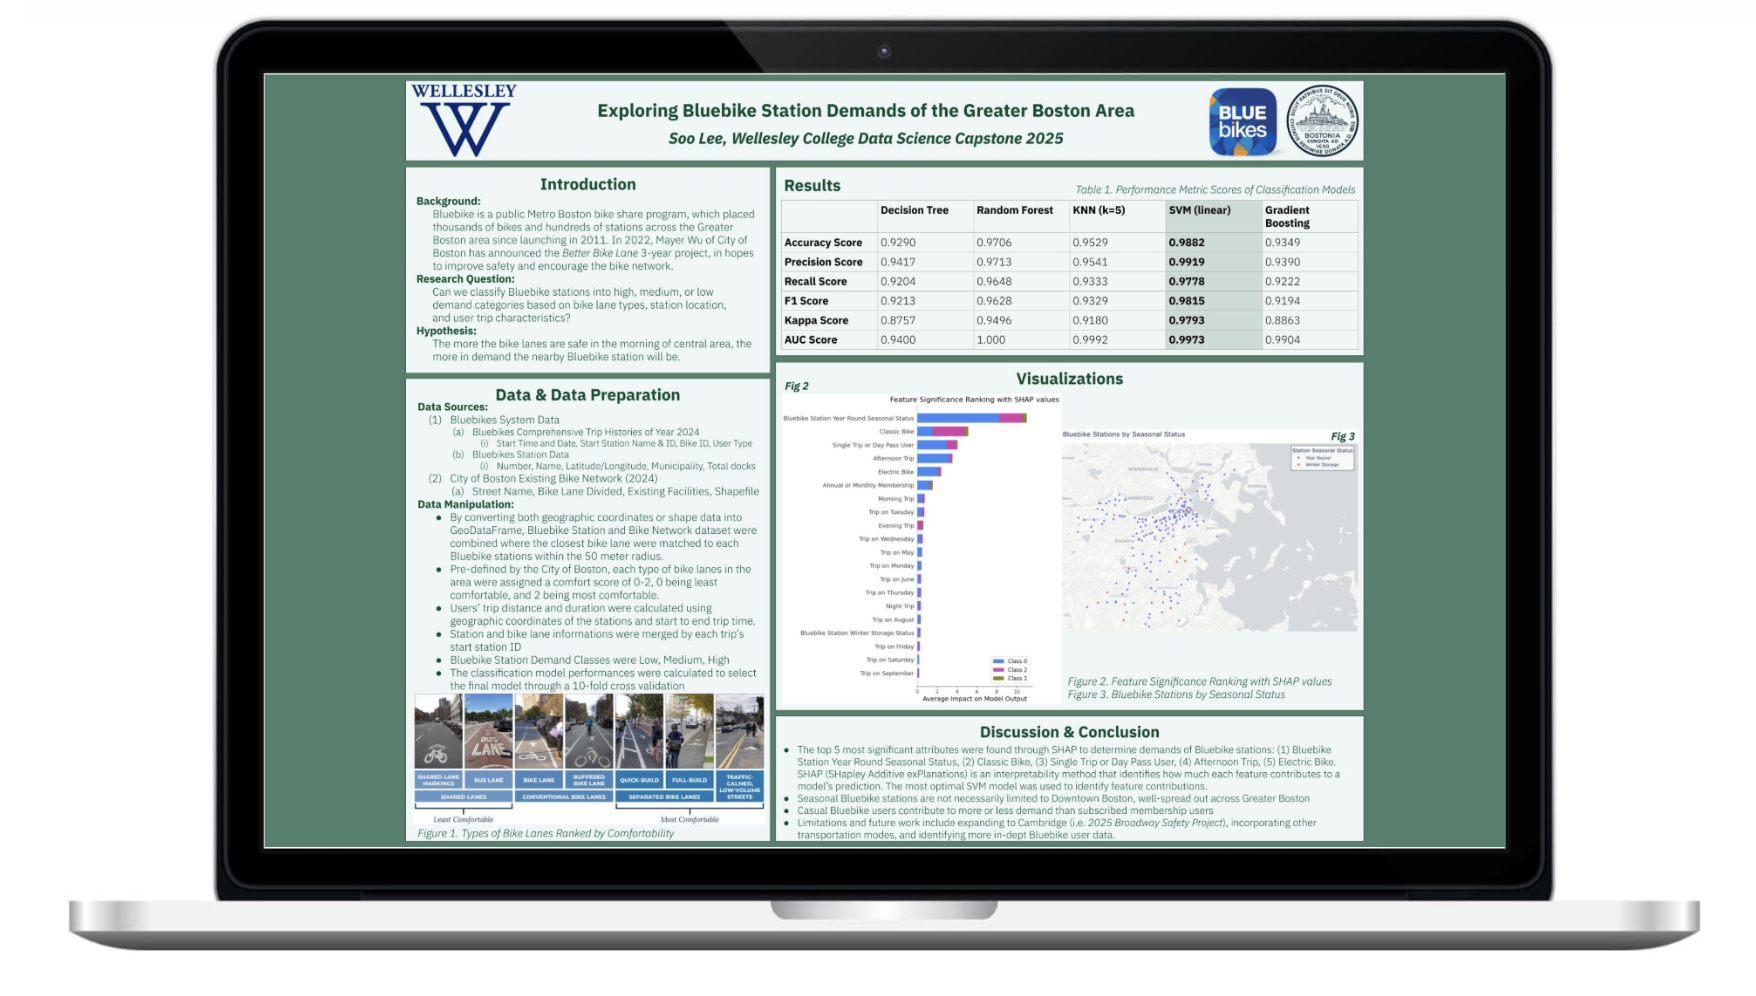 WELLESLEY
Exploring Bluebike Station Demands of the Greater Boston Area
Soo Lee, Wellesley College Data Science Capstone 2025
BLUE
bikes
BOSTONIA
CONDITA AD
1630
Introduction
Background:
Bluebike is a public Metro Boston bike share program, which placed
thousands of bikes and hundreds of stations across the Greater
Boston area since launching in 2011. In 2022, Mayer Wu of City of
Boston has announced the Better Bike Lane 3-year project, in hopes
to improve safety and encourage the bike network.
Research Question:
Can we classify Bluebike stations into high, medium, or low
demand categories based on bike lane types, station location,
and user trip characteristics?
Hypothesis:
The more the bike lanes are safe in the morning of central area, the
more in demand the nearby Bluebike station will be.
Data & Data Preparation
Data Sources:
(1) Bluebikes System Data
(a) Bluebikes Comprehensive Trip Histories of Year 2024
(i) Start Time and Date, Start Station Name & ID, Bike ID, User Type
(b) Bluebikes Station Data
(i) Number, Name, Latitude/Longitude, Municipality, Total docks
(2) City of Boston Existing Bike Network (2024)
(a) Street Name, Bike Lane Divided, Existing Facilities, Shapefile
Data Manipulation:
● By converting both geographic coordinates or shape data into
GeoDataFrame, Bluebike Station and Bike Network dataset were
combined where the closest bike lane were matched to each
Bluebike stations within the 50 meter radius.
● Pre-defined by the City of Boston, each type of bike lanes in the
area were assigned a comfort score of 0-2, 0 being least
comfortable, and 2 being most comfortable.
● Users' trip distance and duration were calculated using
geographic coordinates of the stations and start to end trip time.
● Station and bike lane informations were merged by each trip's
start station ID
● Bluebike Station Demand Classes were Low, Medium, High
● The classification model performances were calculated to select
the final model through a 10-fold cross validation
BUS
LANE
SHARED LANE MARKINGS BUS LANE BIKE LANE BUFFERED BIKE LANE QUICK-BUILD FULL-BUILD TRAFFIC-CALMED, LOW-VOLUME STREETS
SHARED LANES CONVENTIONAL BIKE LANES SEPARATED BIKE LANES
Least Comfortable Most Comfortable
Figure 1. Types of Bike Lanes Ranked by Comfortability
Results
Table 1. Performance Metric Scores of Classification Models
Decision Tree Random Forest KNN (k=5) SVM (linear) Gradient Boosting
Accuracy Score 0.9290 0.9706 0.9529 0.9882 0.9349
Precision Score 0.9417 0.9713 0.9541 0.9919 0.9390
Recall Score 0.9204 0.9648 0.9333 0.9778 0.9222
F1 Score 0.9213 0.9628 0.9329 0.9815 0.9194
Kappa Score 0.8757 0.9496 0.9180 0.9793 0.8863
AUC Score 0.9400 1.000 0.9992 0.9973 0.9904
Visualizations
Fig 2
Feature Significance Ranking with SHAP values
Bluebike Station Year Round Seasonal Status
Classic Bike
Single Trip or Day Pass User
Afternoon Trip
Electric Bike
Annual or Monthly Membership
Morning Trip
Trip on Tuesday
Evening Trip
Trip on Wednesday
Trip on May
Trip on Monday
Trip on June
Trip on Thursday
Night Trip
Trip on August
Bluebike Station Winter Storage Status
Trip on Friday
Trip on Saturday
Trip on September
Class 0
Class 2
Class 1
0 2 4 6 8 10
Average Impact on Model Output
Bluebike Stations by Seasonal Status
Fig 3
Station Seasonal Status
Year Round
Winter Storage
SOMERVILLE
CAMBRIDGE
Figure 2. Feature Significance Ranking with SHAP values
Figure 3. Bluebike Stations by Seasonal Status
Discussion & Conclusion
● The top 5 most significant attributes were found through SHAP to determine demands of Bluebike stations: (1) Bluebike
Station Year Round Seasonal Status, (2) Classic Bike, (3) Single Trip or Day Pass User, (4) Afternoon Trip, (5) Electric Bike.
SHAP (SHapley Additive exPlanations) is an interpretability method that identifies how much each feature contributes to a
model's prediction. The most optimal SVM model was used to identify feature contributions.
● Seasonal Bluebike stations are not necessarily limited to Downtown Boston, well-spread out across Greater Boston
● Casual Bluebike users contribute to more or less demand than subscribed membership users
● Limitations and future work include expanding to Cambridge (i.e. 2025 Broadway Safety Project), incorporating other
transportation modes, and identifying more in-dept Bluebike user data.